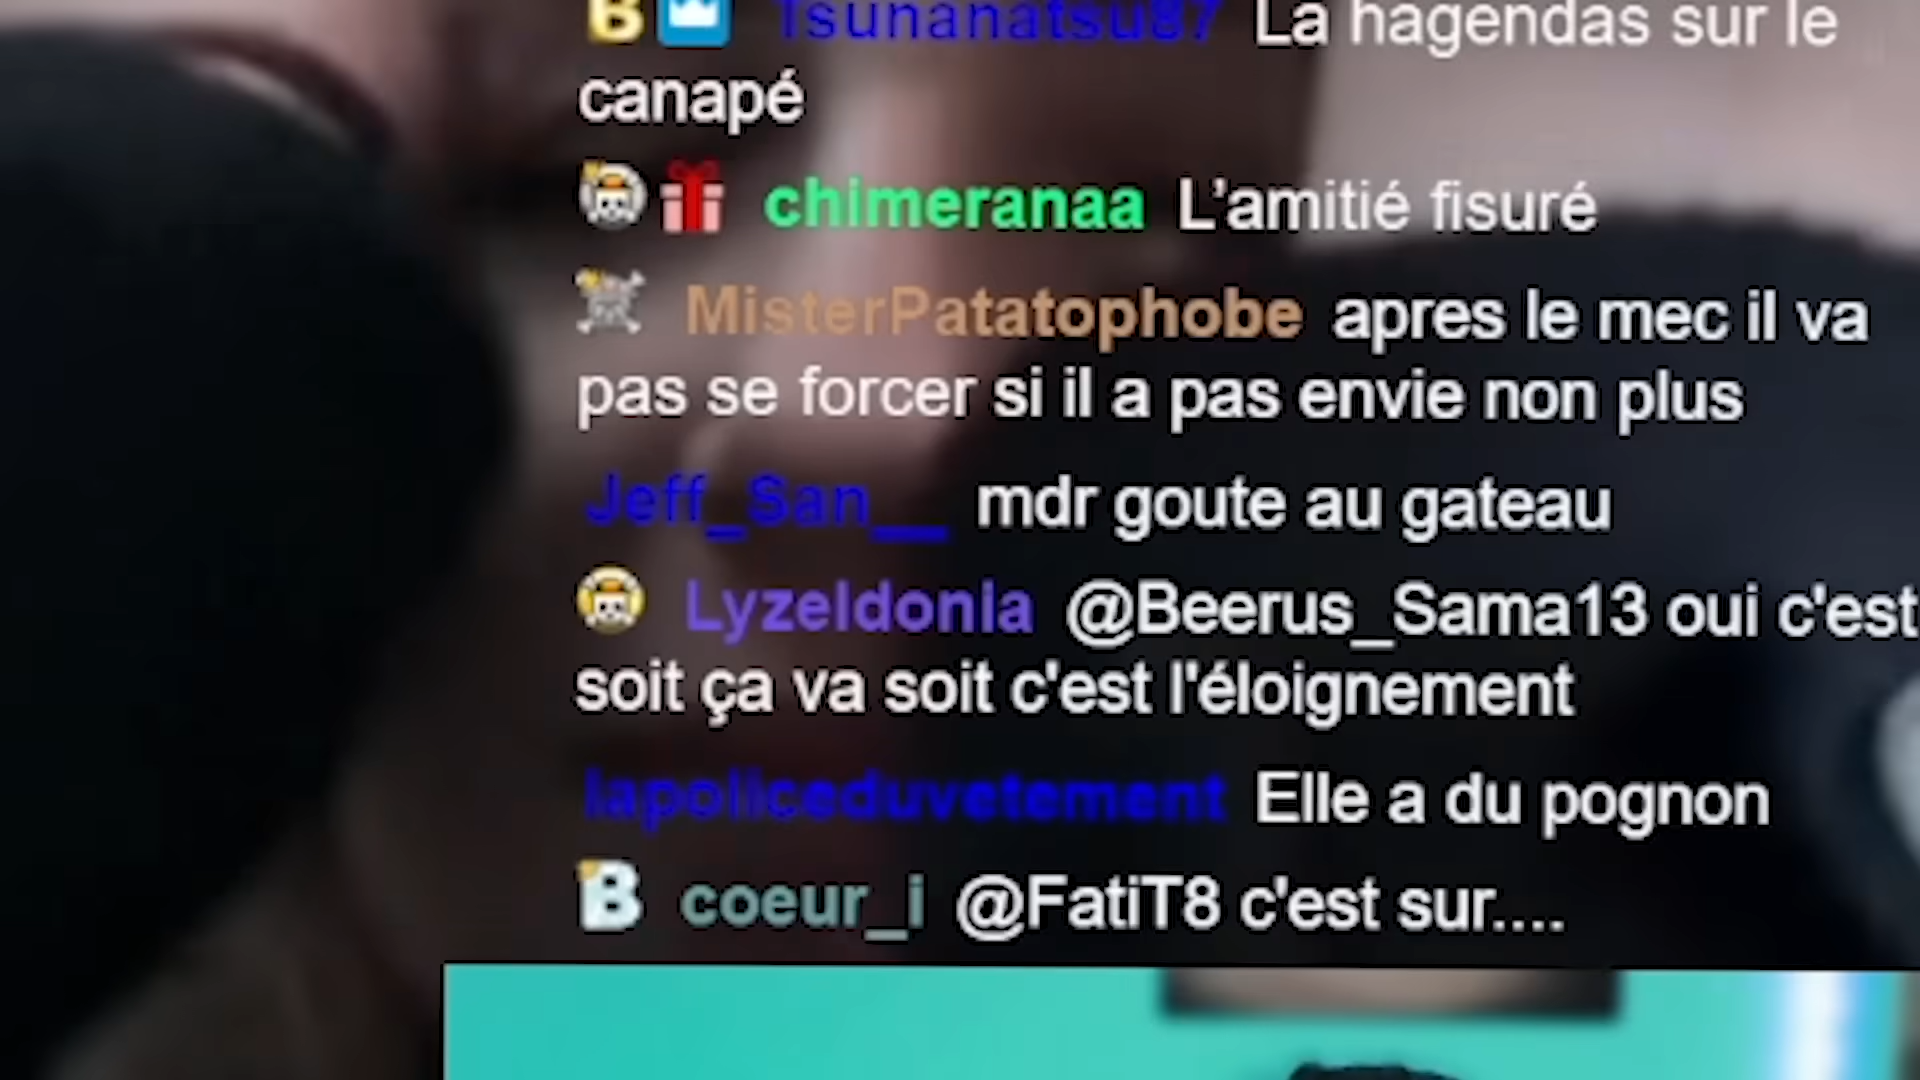 Tsunanatsu87 La hagendas sur le
canapé
chimeranaa L'amitié fisuré
MisterPatatophobe apres le mec il va
pas se forcer si il a pas envie non plus
Jeff_San__ mdr goute au gateau
Lyzeldonia @Beerus_Sama13 oui c'est
soit ça va soit c'est l'éloignement
lapoliceduvetement Elle a du pognon
B coeur_i @FatiT8 c'est sur....